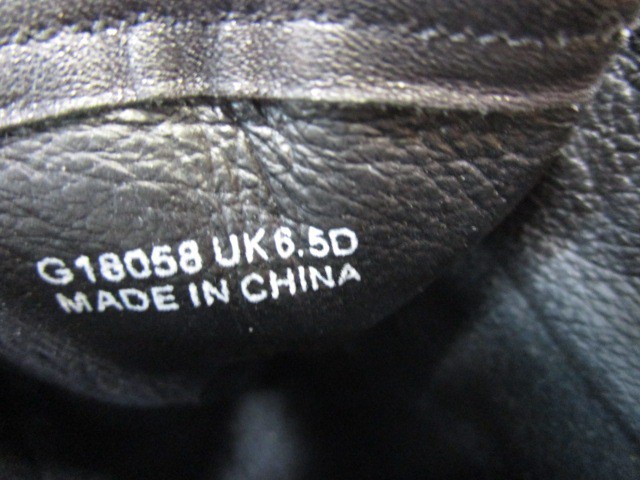 G18058 UK6.5D
MADE IN CHINA